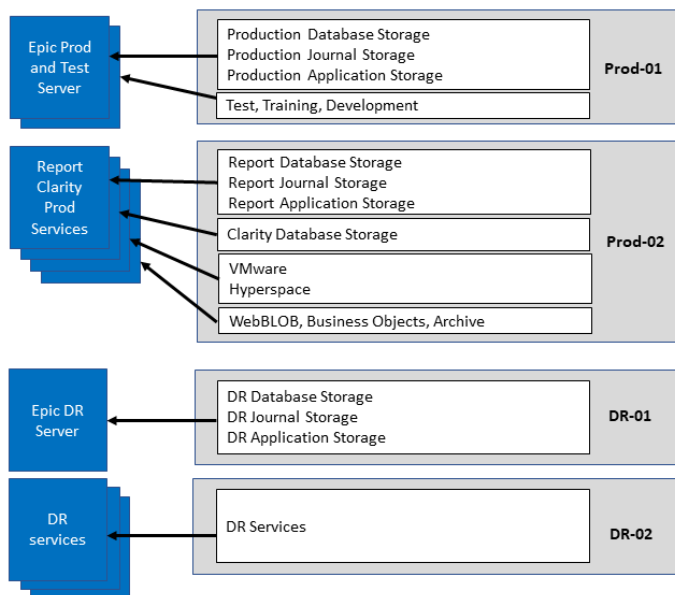 Epic Prod
and Test
Server
Production Database Storage
Production Journal Storage
Production Application Storage
Test, Training, Development
Prod-01
Report
Clarity
Prod
Services
Report Database Storage
Report Journal Storage
Report Application Storage
Clarity Database Storage
VMware
Hyperspace
WebBLOB, Business Objects, Archive
Prod-02
Epic DR
Server
DR Database Storage
DR Journal Storage
DR Application Storage
DR-01
DR
services
DR Services
DR-02